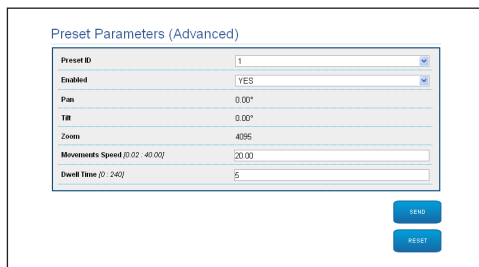 Preset Parameters (Advanced)
Preset ID 1
Enabled YES
Pan 0.00°
Tilt 0.00°
Zoom 4095
Movements Speed [0.02 : 40.00] 20.00
Dwell Time [0 : 240] 5
SEND
RESET